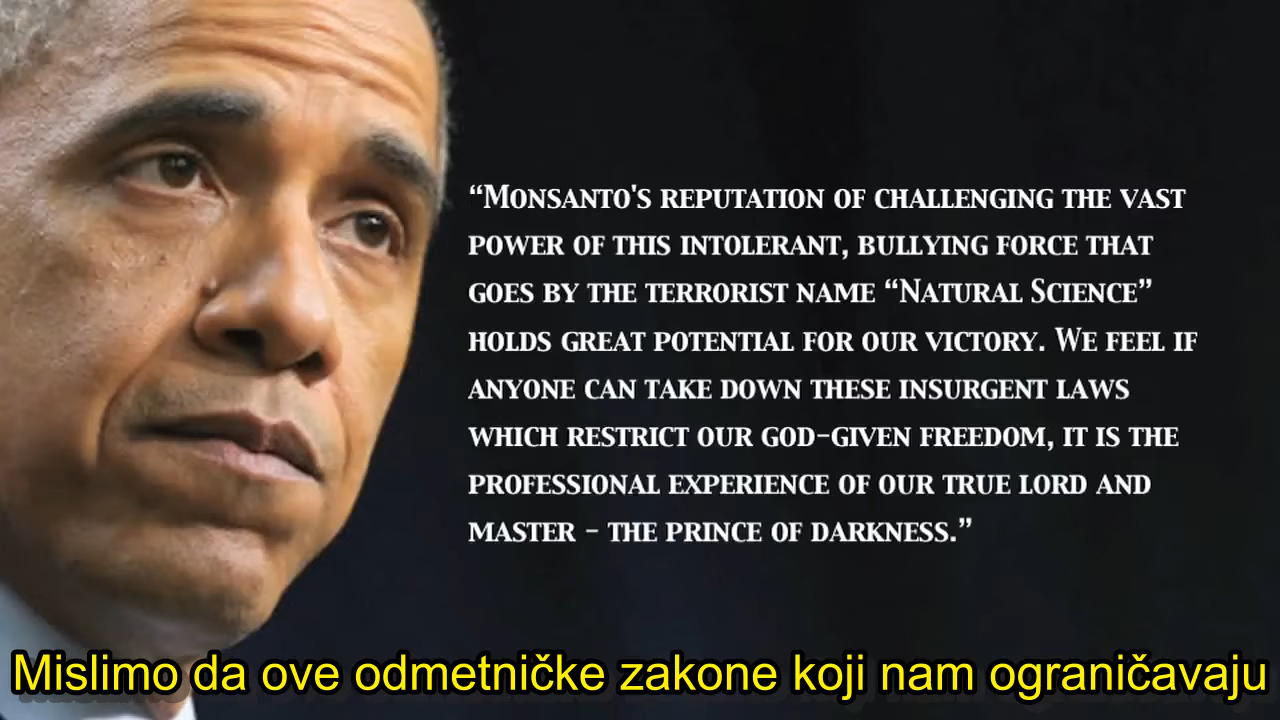 “Monsanto's reputation of challenging the vast
power of this intolerant, bullying force that
goes by the terrorist name “Natural Science”
holds great potential for our victory. We feel if
anyone can take down these insurgent laws
which restrict our god-given freedom, it is the
professional experience of our true lord and
master - the prince of darkness.”
Mislimo da ove odmetničke zakone koji nam ograničavaju